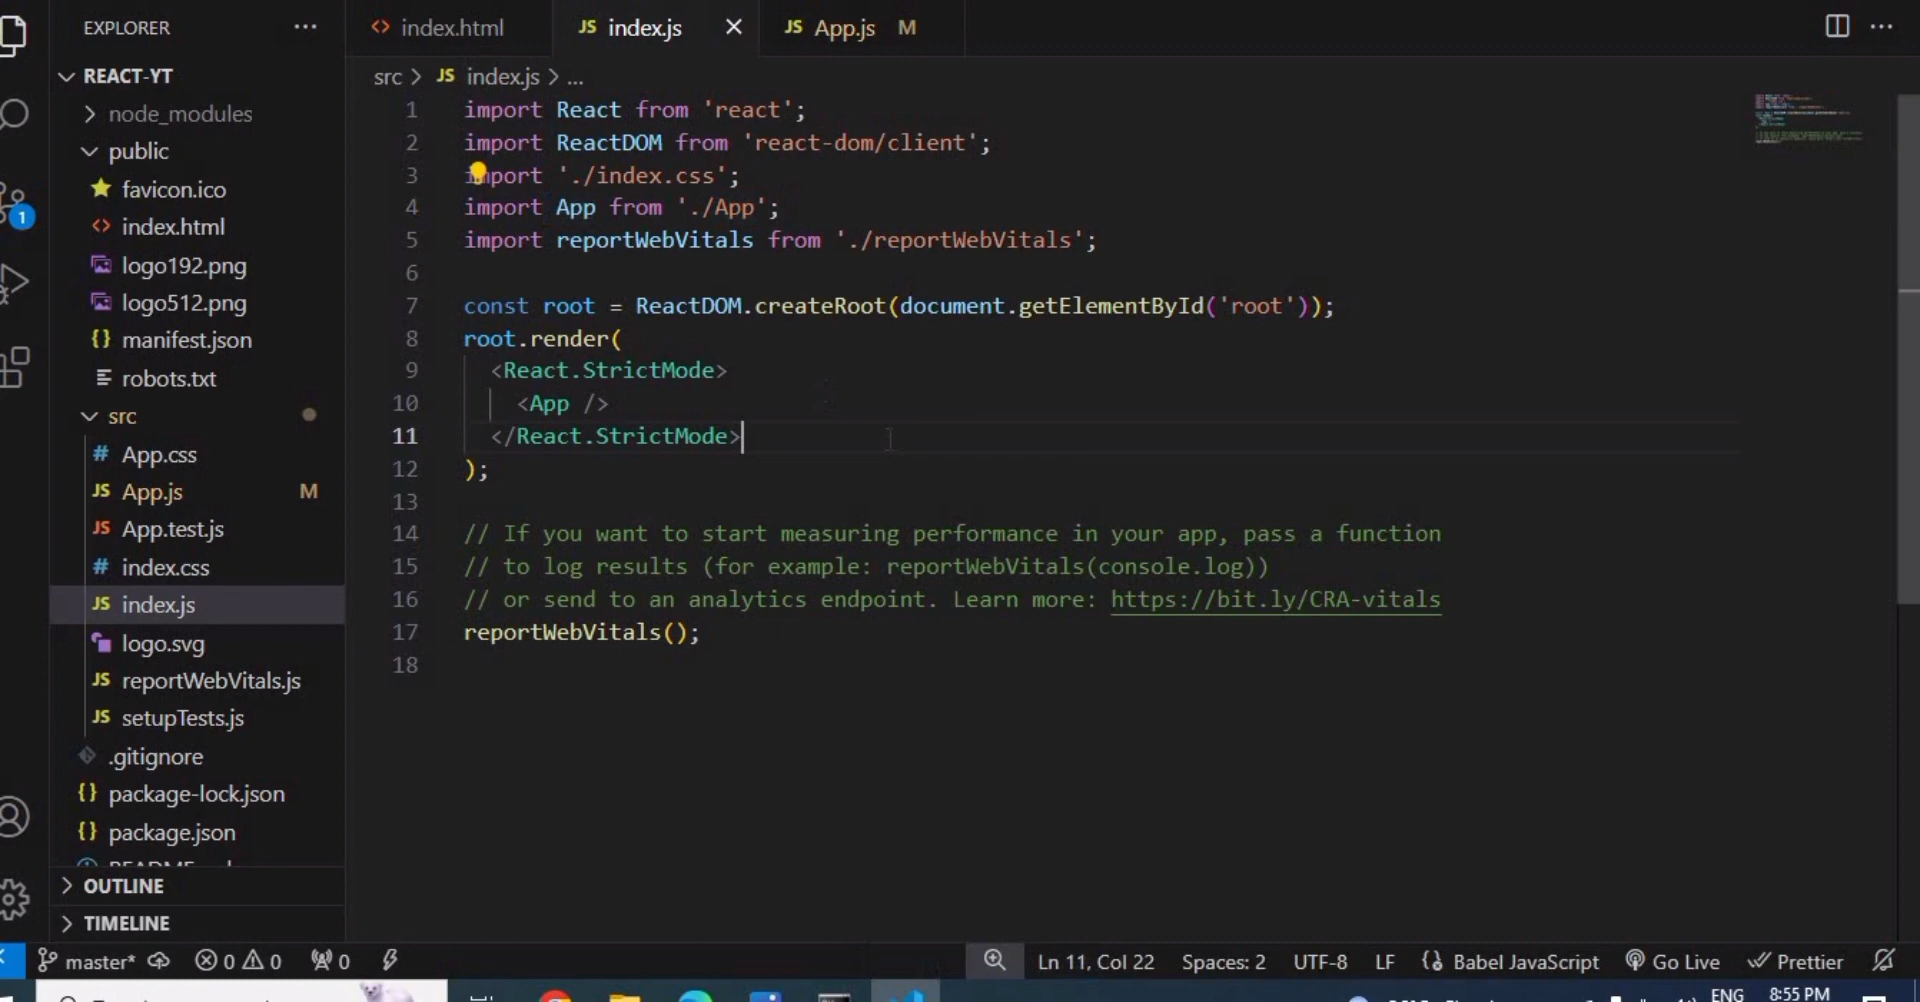 EXPLORER
REACT-YT
node_modules
public
favicon.ico
index.html
logo192.png
logo512.png
manifest.json
robots.txt
src
App.css
App.js M
App.test.js
index.css
index.js
logo.svg
reportWebVitals.js
setupTests.js
.gitignore
package-lock.json
package.json
OUTLINE
TIMELINE
<> index.html
JS index.js
JS App.js M
src > JS index.js > ...
1 import React from 'react';
2 import ReactDOM from 'react-dom/client';
3 import './index.css';
4 import App from './App';
5 import reportWebVitals from './reportWebVitals';
6
7 const root = ReactDOM.createRoot(document.getElementById('root'));
8 root.render(
9 <React.StrictMode>
10 <App />
11 </React.StrictMode>
12 );
13
14 // If you want to start measuring performance in your app, pass a function
15 // to log results (for example: reportWebVitals(console.log))
16 // or send to an analytics endpoint. Learn more: https://bit.ly/CRA-vitals
17 reportWebVitals();
18
1
master* 0 0 0 Ln 11, Col 22 Spaces: 2 UTF-8 LF Babel JavaScript Go Live Prettier
ENG 8:55 PM